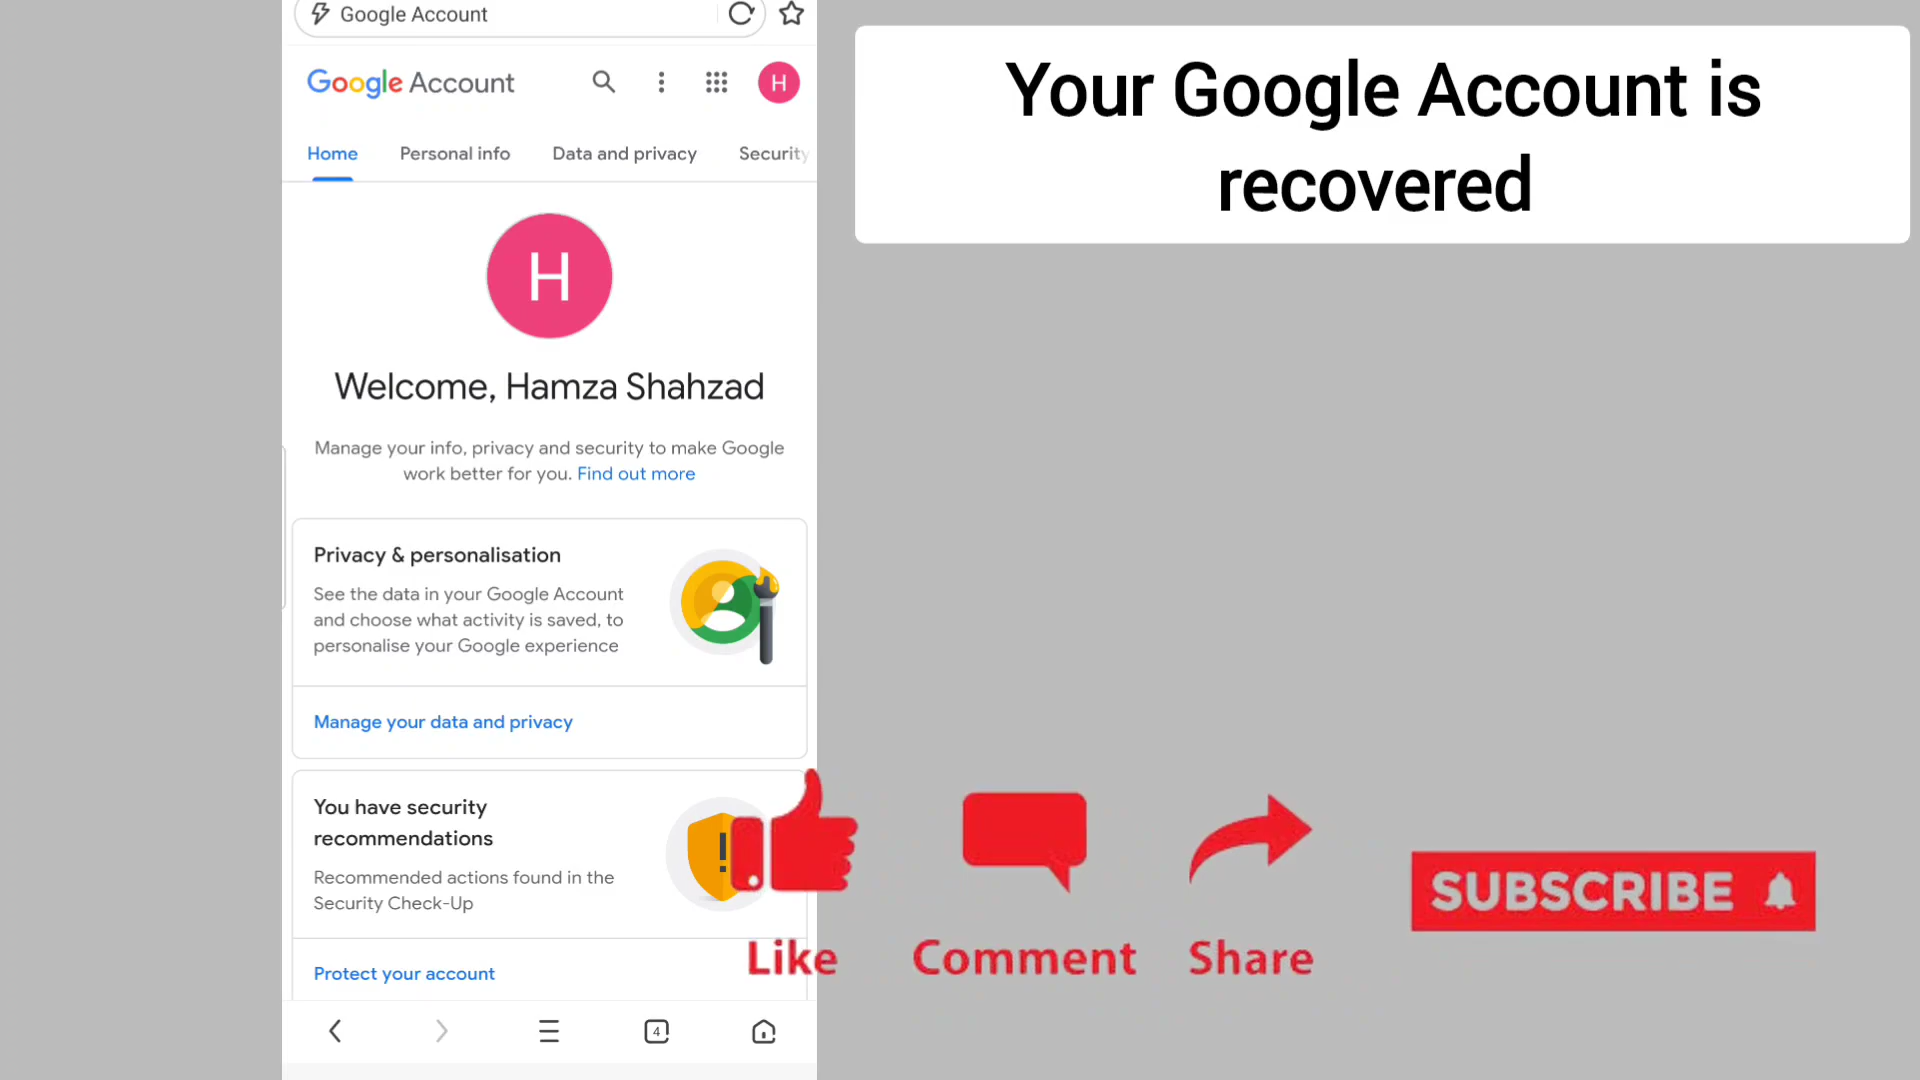 Google Account
Google Account
H
Home
Personal info
Data and privacy
Security
H
Welcome, Hamza Shahzad
Manage your info, privacy and security to make Google
work better for you. Find out more
Privacy & personalisation
See the data in your Google Account
and choose what activity is saved, to
personalise your Google experience
Manage your data and privacy
You have security
recommendations
Recommended actions found in the
Security Check-Up
Protect your account
4
Your Google Account is
recovered
Like
Comment
Share
SUBSCRIBE